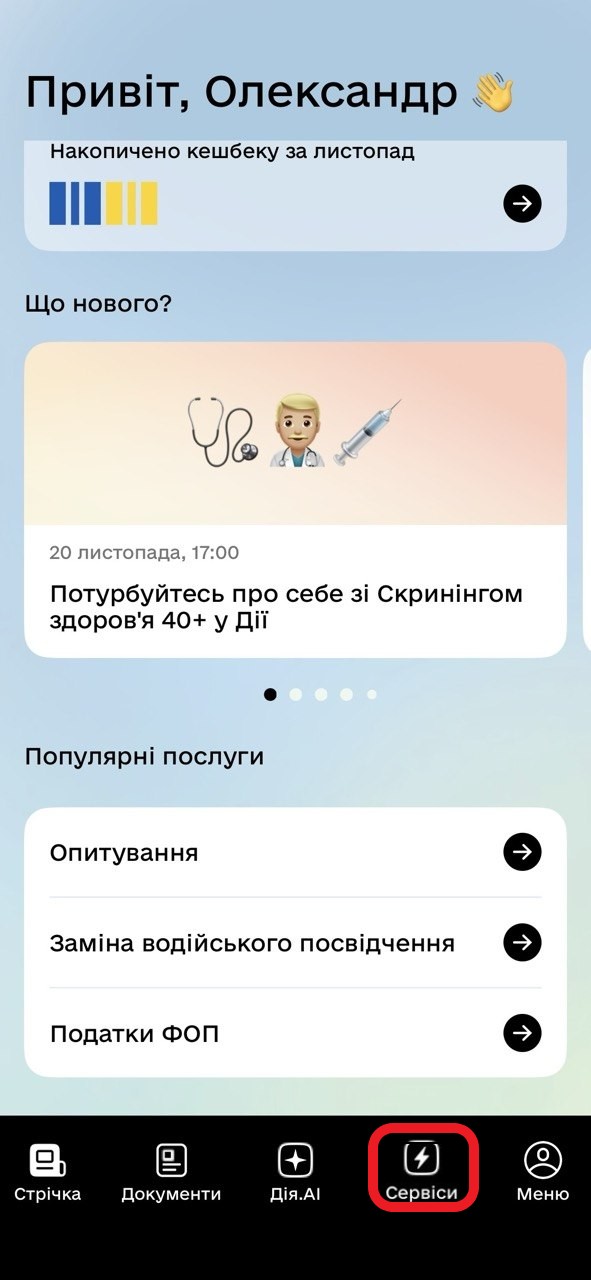 Привіт, Олександр 👋
Накопичено кешбеку за листопад
Що нового?
20 листопада, 17:00
Потурбуйтесь про себе зі Скринінгом
здоров'я 40+ у Дії
Популярні послуги
Опитування
Заміна водійського посвідчення
Податки ФОП
Стрічка
Документи
Дія.AI
Сервіси
Меню